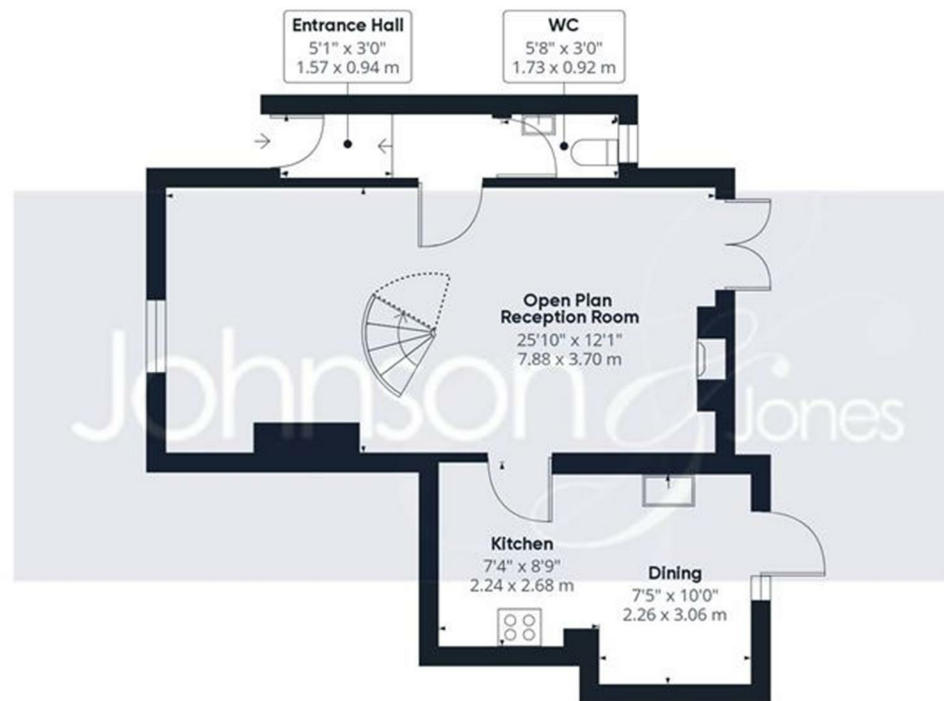 Entrance Hall
5'1" x 3'0"
1.57 x 0.94 m
WC
5'8" x 3'0"
1.73 x 0.92 m
Open Plan
Reception Room
25'10" x 12'1"
7.88 x 3.70 m
Johnson & Jones
Kitchen
7'4" x 8'9"
2.24 x 2.68 m
Dining
7'5" x 10'0"
2.26 x 3.06 m